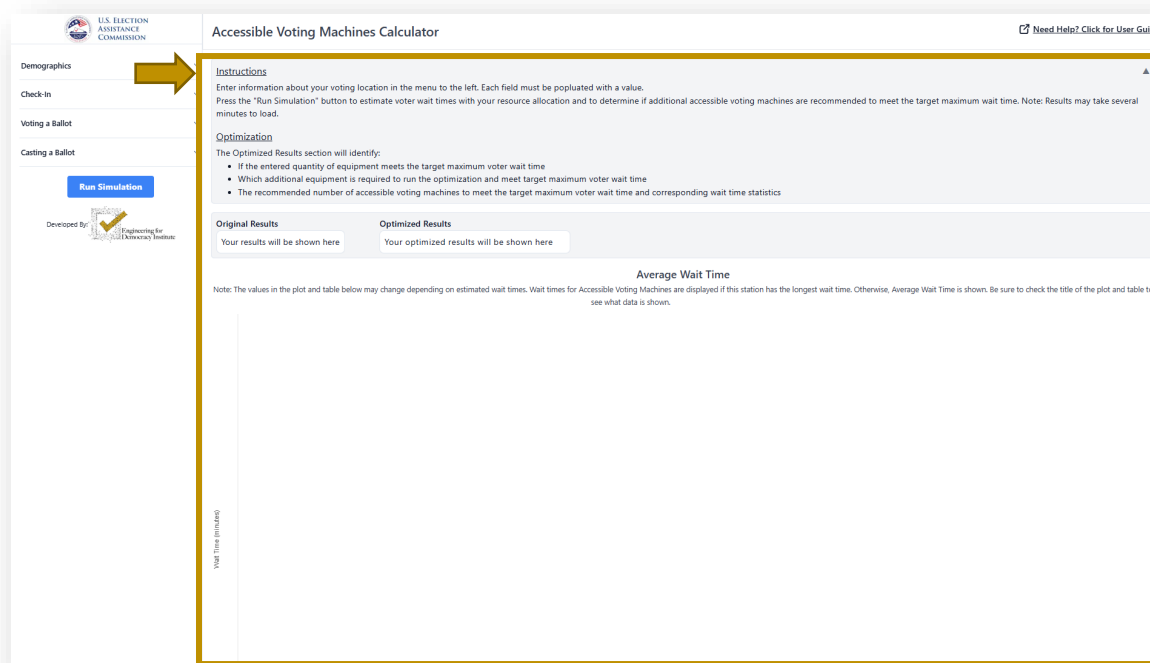 U.S. ELECTION
ASSISTANCE
COMMISSION
Accessible Voting Machines Calculator
Need Help? Click for User Gui
Demographics
Check-In
Voting a Ballot
Casting a Ballot
Run Simulation
Developed By:
Engineering for
Democracy Institute
Instructions
Enter information about your voting location in the menu to the left. Each field must be popluated with a value.
Press the "Run Simulation" button to estimate voter wait times with your resource allocation and to determine if additional accessible voting machines are recommended to meet the target maximum wait time. Note: Results may take several
minutes to load.
Optimization
The Optimized Results section will identify:
• If the entered quantity of equipment meets the target maximum voter wait time
• Which additional equipment is required to run the optimization and meet target maximum voter wait time
• The recommended number of accessible voting machines to meet the target maximum voter wait time and corresponding wait time statistics
Original Results
Optimized Results
Your results will be shown here
Your optimized results will be shown here
Average Wait Time
Note: The values in the plot and table below may change depending on estimated wait times. Wait times for Accessible Voting Machines are displayed if this station has the longest wait time. Otherwise, Average Wait Time is shown. Be sure to check the title of the plot and table to
see what data is shown.
Wait Time (minutes)